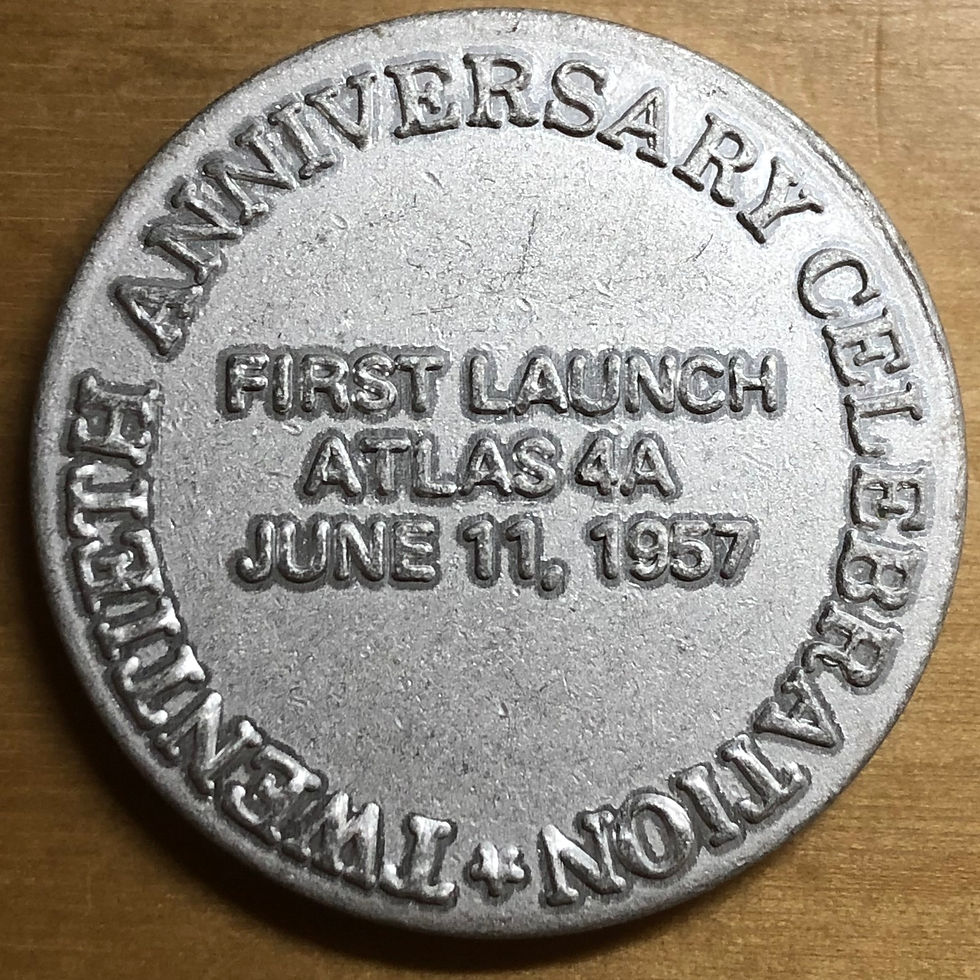 TWENTIETH ANNIVERSARY CELEBRATION
FIRST LAUNCH
ATLAS 4A
JUNE 11, 1957